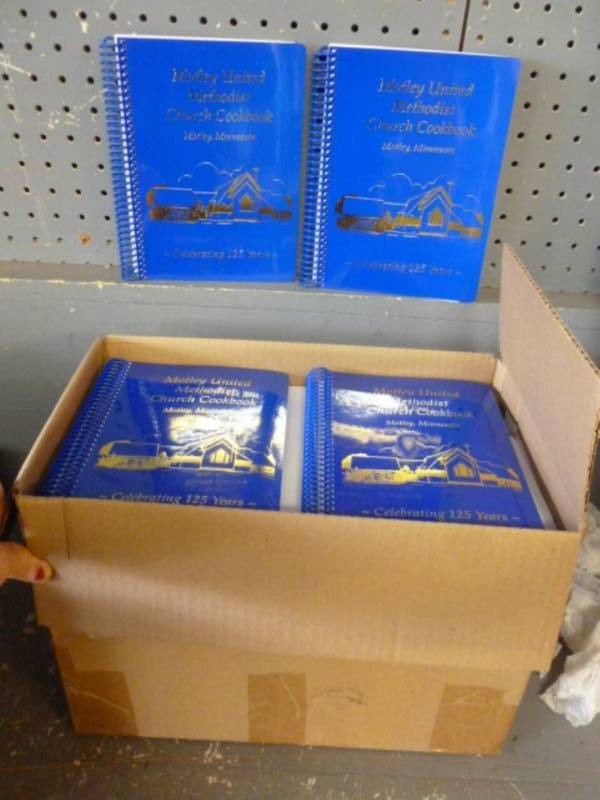 Motley United
Methodist
Church Cookbook
Motley, Minnesota
~ Celebrating 125 Years ~
Motley United
Methodist
Church Cookbook
Motley, Minnesota
~ Celebrating 125 Years ~
Motley United
Methodist
Church Cookbook
Motley, Minnesota
~ Celebrating 125 Years ~
Motley United
Methodist
Church Cookbook
Motley, Minnesota
~ Celebrating 125 Years ~